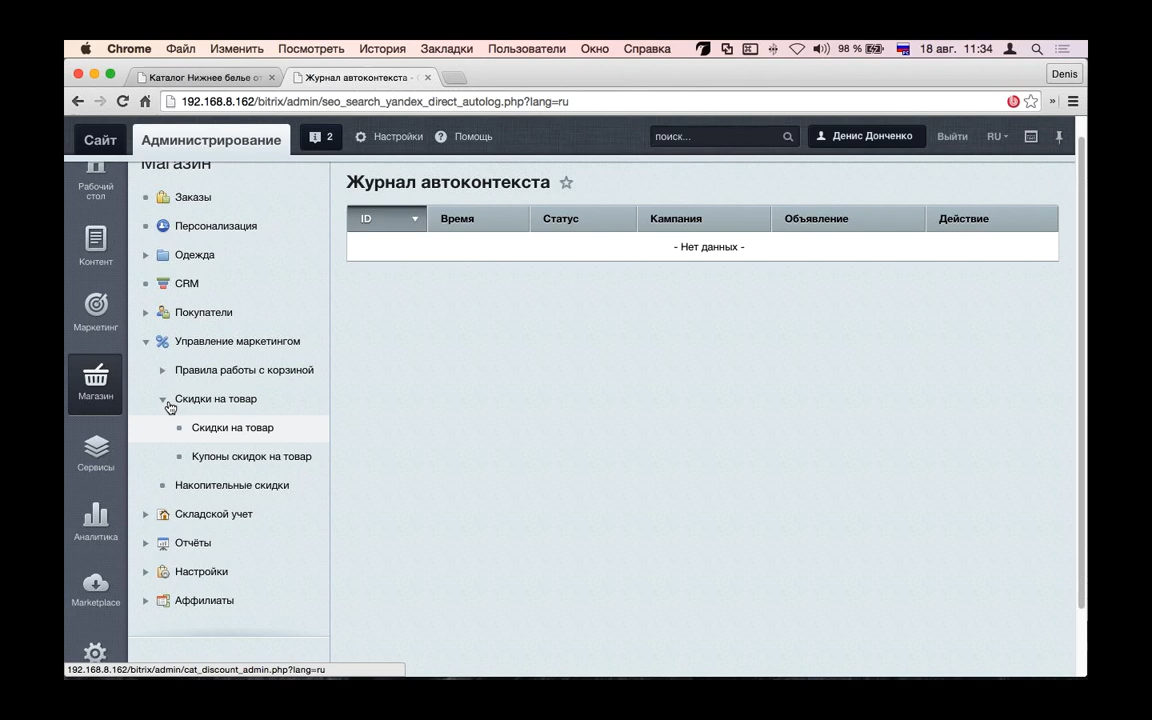 Chrome Файл Изменить Посмотреть История Закладки Пользователи Окно Справка 98 % 18 авг. 11:34
Каталог Нижнее белье от × Журнал автоконтекста - × Denis
192.168.8.162/bitrix/admin/seo_search_yandex_direct_autolog.php?lang=ru »
Сайт Администрирование 2 Настройки Помощь поиск... Денис Донченко Выйти RU
Рабочий
стол
Контент
Маркетинг
Магазин
Сервисы
Аналитика
Marketplace
Магазин
Заказы
Персонализация
Одежда
CRM
Покупатели
Управление маркетингом
Правила работы с корзиной
Скидки на товар
Скидки на товар
Купоны скидок на товар
Накопительные скидки
Складской учет
Отчёты
Настройки
Аффилиаты
Журнал автоконтекста
ID Время Статус Кампания Объявление Действие
- Нет данных -
192.168.8.162/bitrix/admin/cat_discount_admin.php?lang=ru